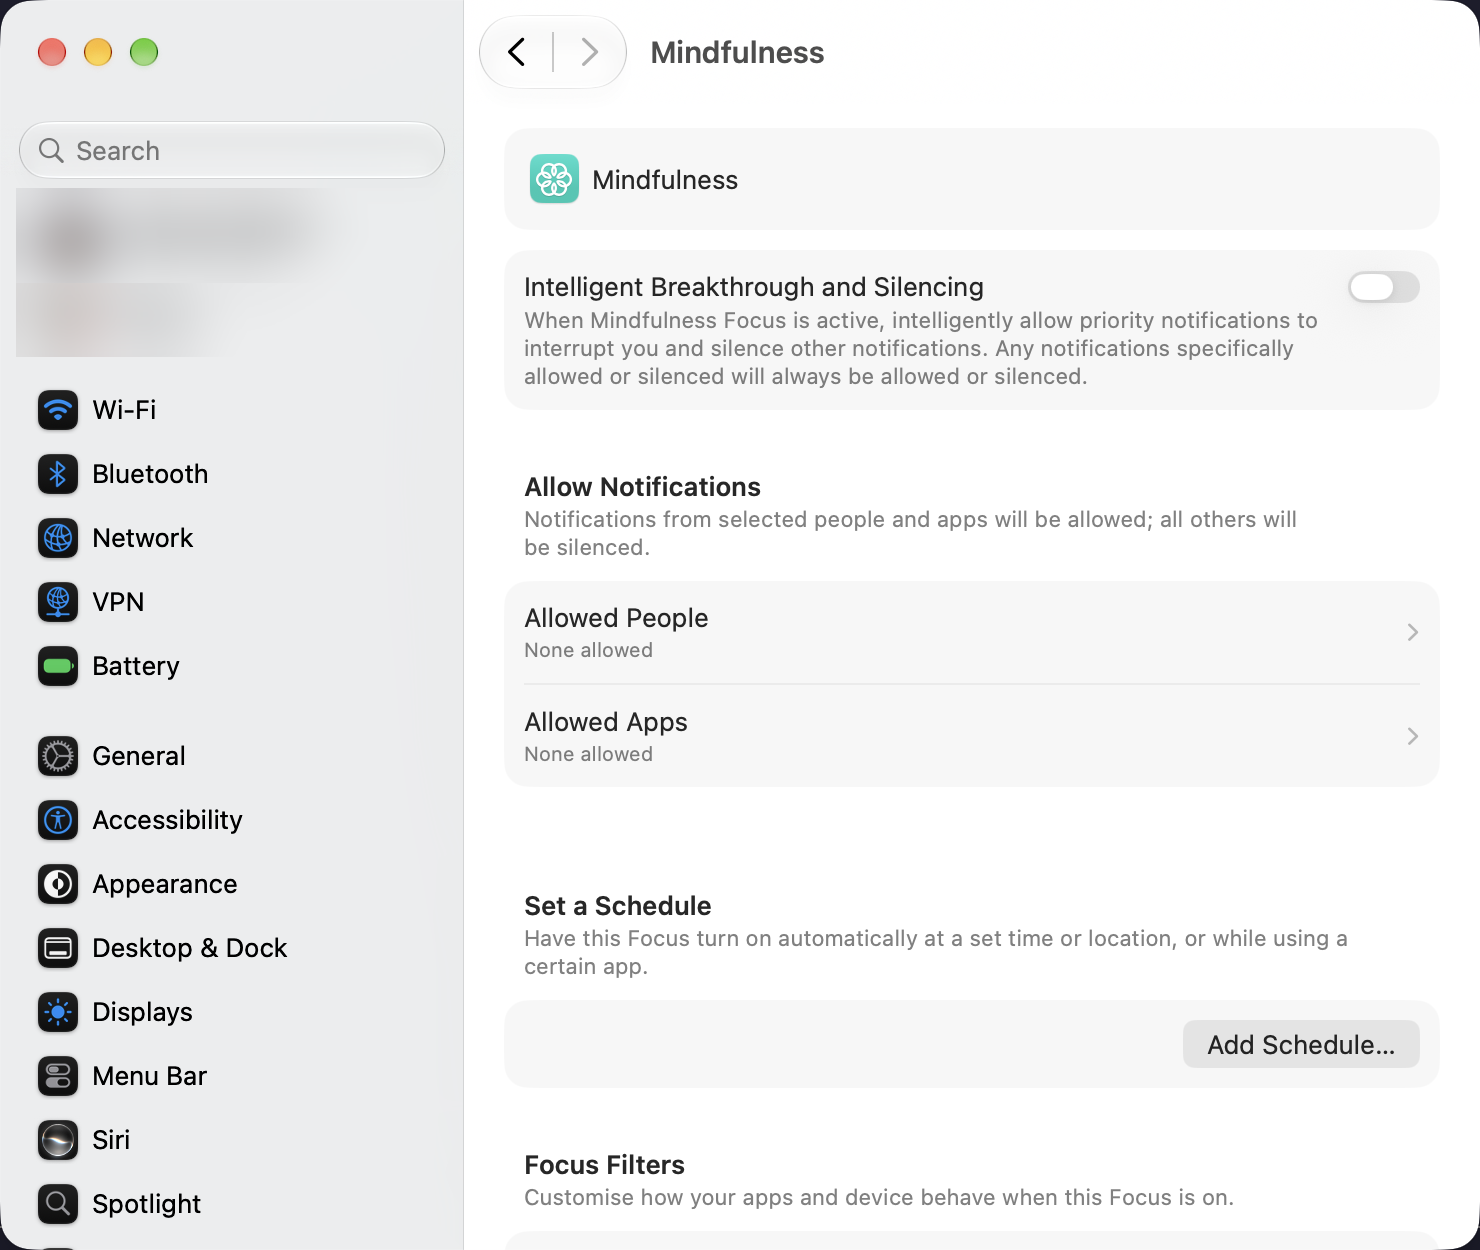 Search
Wi-Fi
Bluetooth
Network
VPN
Battery
General
Accessibility
Appearance
Desktop & Dock
Displays
Menu Bar
Siri
Spotlight
Mindfulness
Mindfulness
Intelligent Breakthrough and Silencing
When Mindfulness Focus is active, intelligently allow priority notifications to
interrupt you and silence other notifications. Any notifications specifically
allowed or silenced will always be allowed or silenced.
Allow Notifications
Notifications from selected people and apps will be allowed; all others will
be silenced.
Allowed People
None allowed
Allowed Apps
None allowed
Set a Schedule
Have this Focus turn on automatically at a set time or location, or while using a
certain app.
Add Schedule...
Focus Filters
Customise how your apps and device behave when this Focus is on.